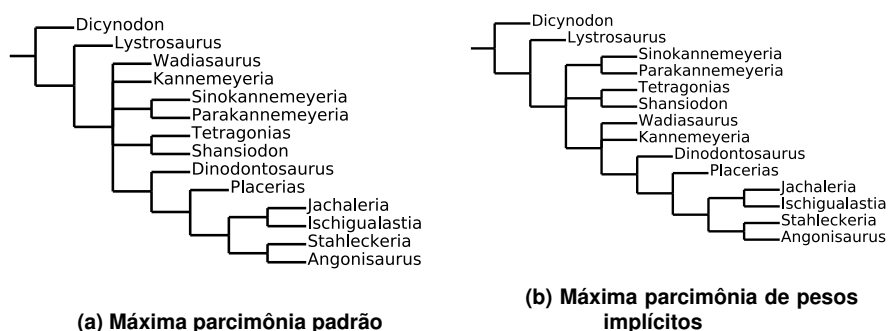 Dicynodon
Lystrosaurus
Wadiasaurus
Kannemeyeria
Sinokannemeyeria
Parakannemeyeria
Tetragonias
Shansiodon
Dinodontosaurus
Placerias
Jachaleria
Ischigualastia
Stahleckeria
Angonisaurus
(a) Máxima parcimônia padrão
Dicynodon
Lystrosaurus
Sinokannemeyeria
Parakannemeyeria
Tetragonias
Shansiodon
Wadiasaurus
Kannemeyeria
Dinodontosaurus
Placerias
Jachaleria
Ischigualastia
Stahleckeria
Angonisaurus
(b) Máxima parcimônia de pesos
implícitos